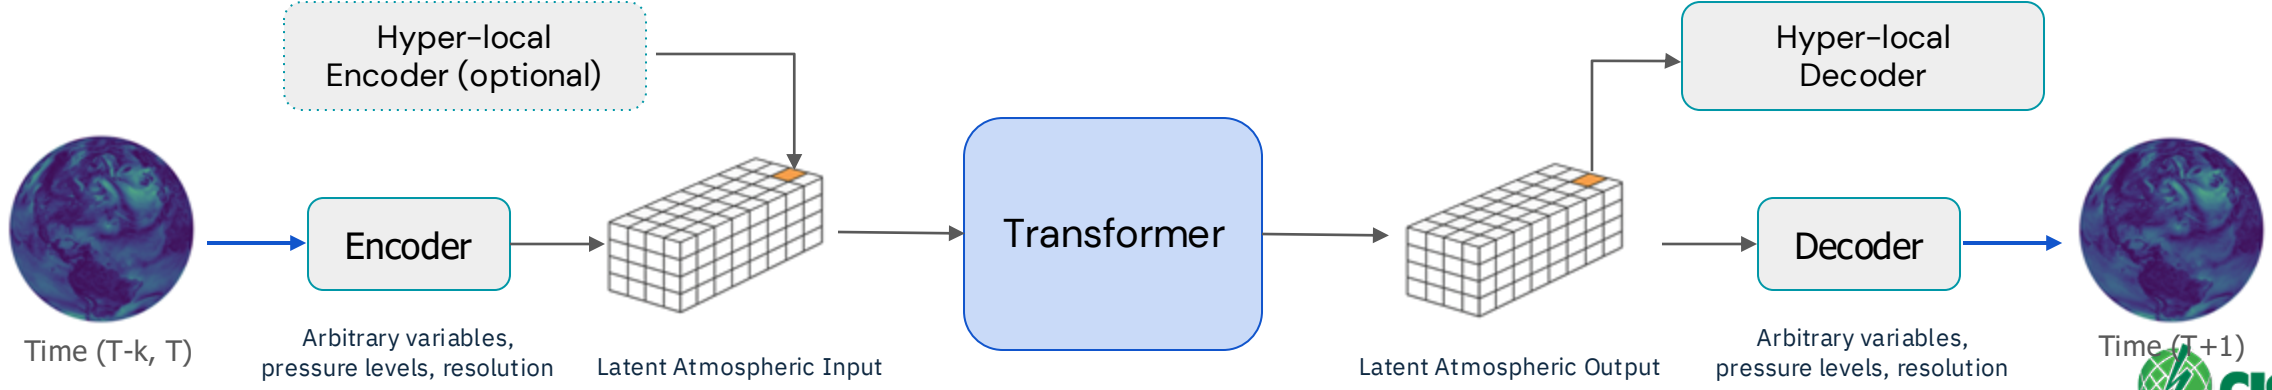 Hyper-local
Encoder (optional)
Hyper-local
Decoder
Encoder
Transformer
Decoder
Time (T-k, T)
Arbitrary variables,
pressure levels, resolution
Latent Atmospheric Input
Latent Atmospheric Output
Arbitrary variables,
pressure levels, resolution
Time (T+1)